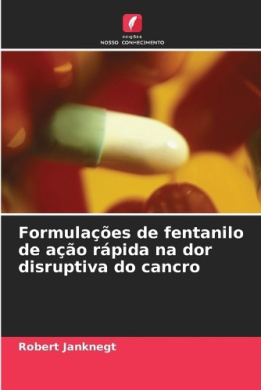 edições
NOSSO CONHECIMENTO
Formulações de fentanilo
de ação rápida na dor
disruptiva do cancro
Robert Janknegt